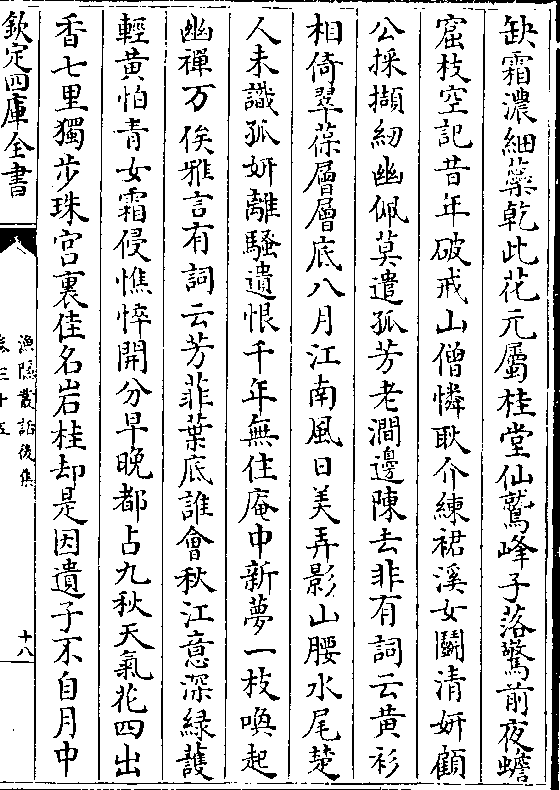 缺霜濃細蘂乾此花元屬桂堂仙鷲峰子落驚前夜蟾
窟枝空記昔年破戒山僧憐耿介練裙溪女鬭清妍顧
公採擷紉幽佩莫遣孤芳老澗邊陳去非有詞云黄衫
相倚翠葆層層底八月江南風日美弄影山腰水尾楚
人未識孤妍離騷遺恨千年無住庵中新夢一枝喚起
幽禪万俟雅言有詞云芳菲葉底誰會秋江意深緑護
輕黄怕青女霜侵憔悴開分早晚都占九秋天氣花四出
香七里獨步珠宫裏佳名岩桂却是因遺子不自月中
欽定四庫全書
漁隱叢話後集
卷三十五
十八